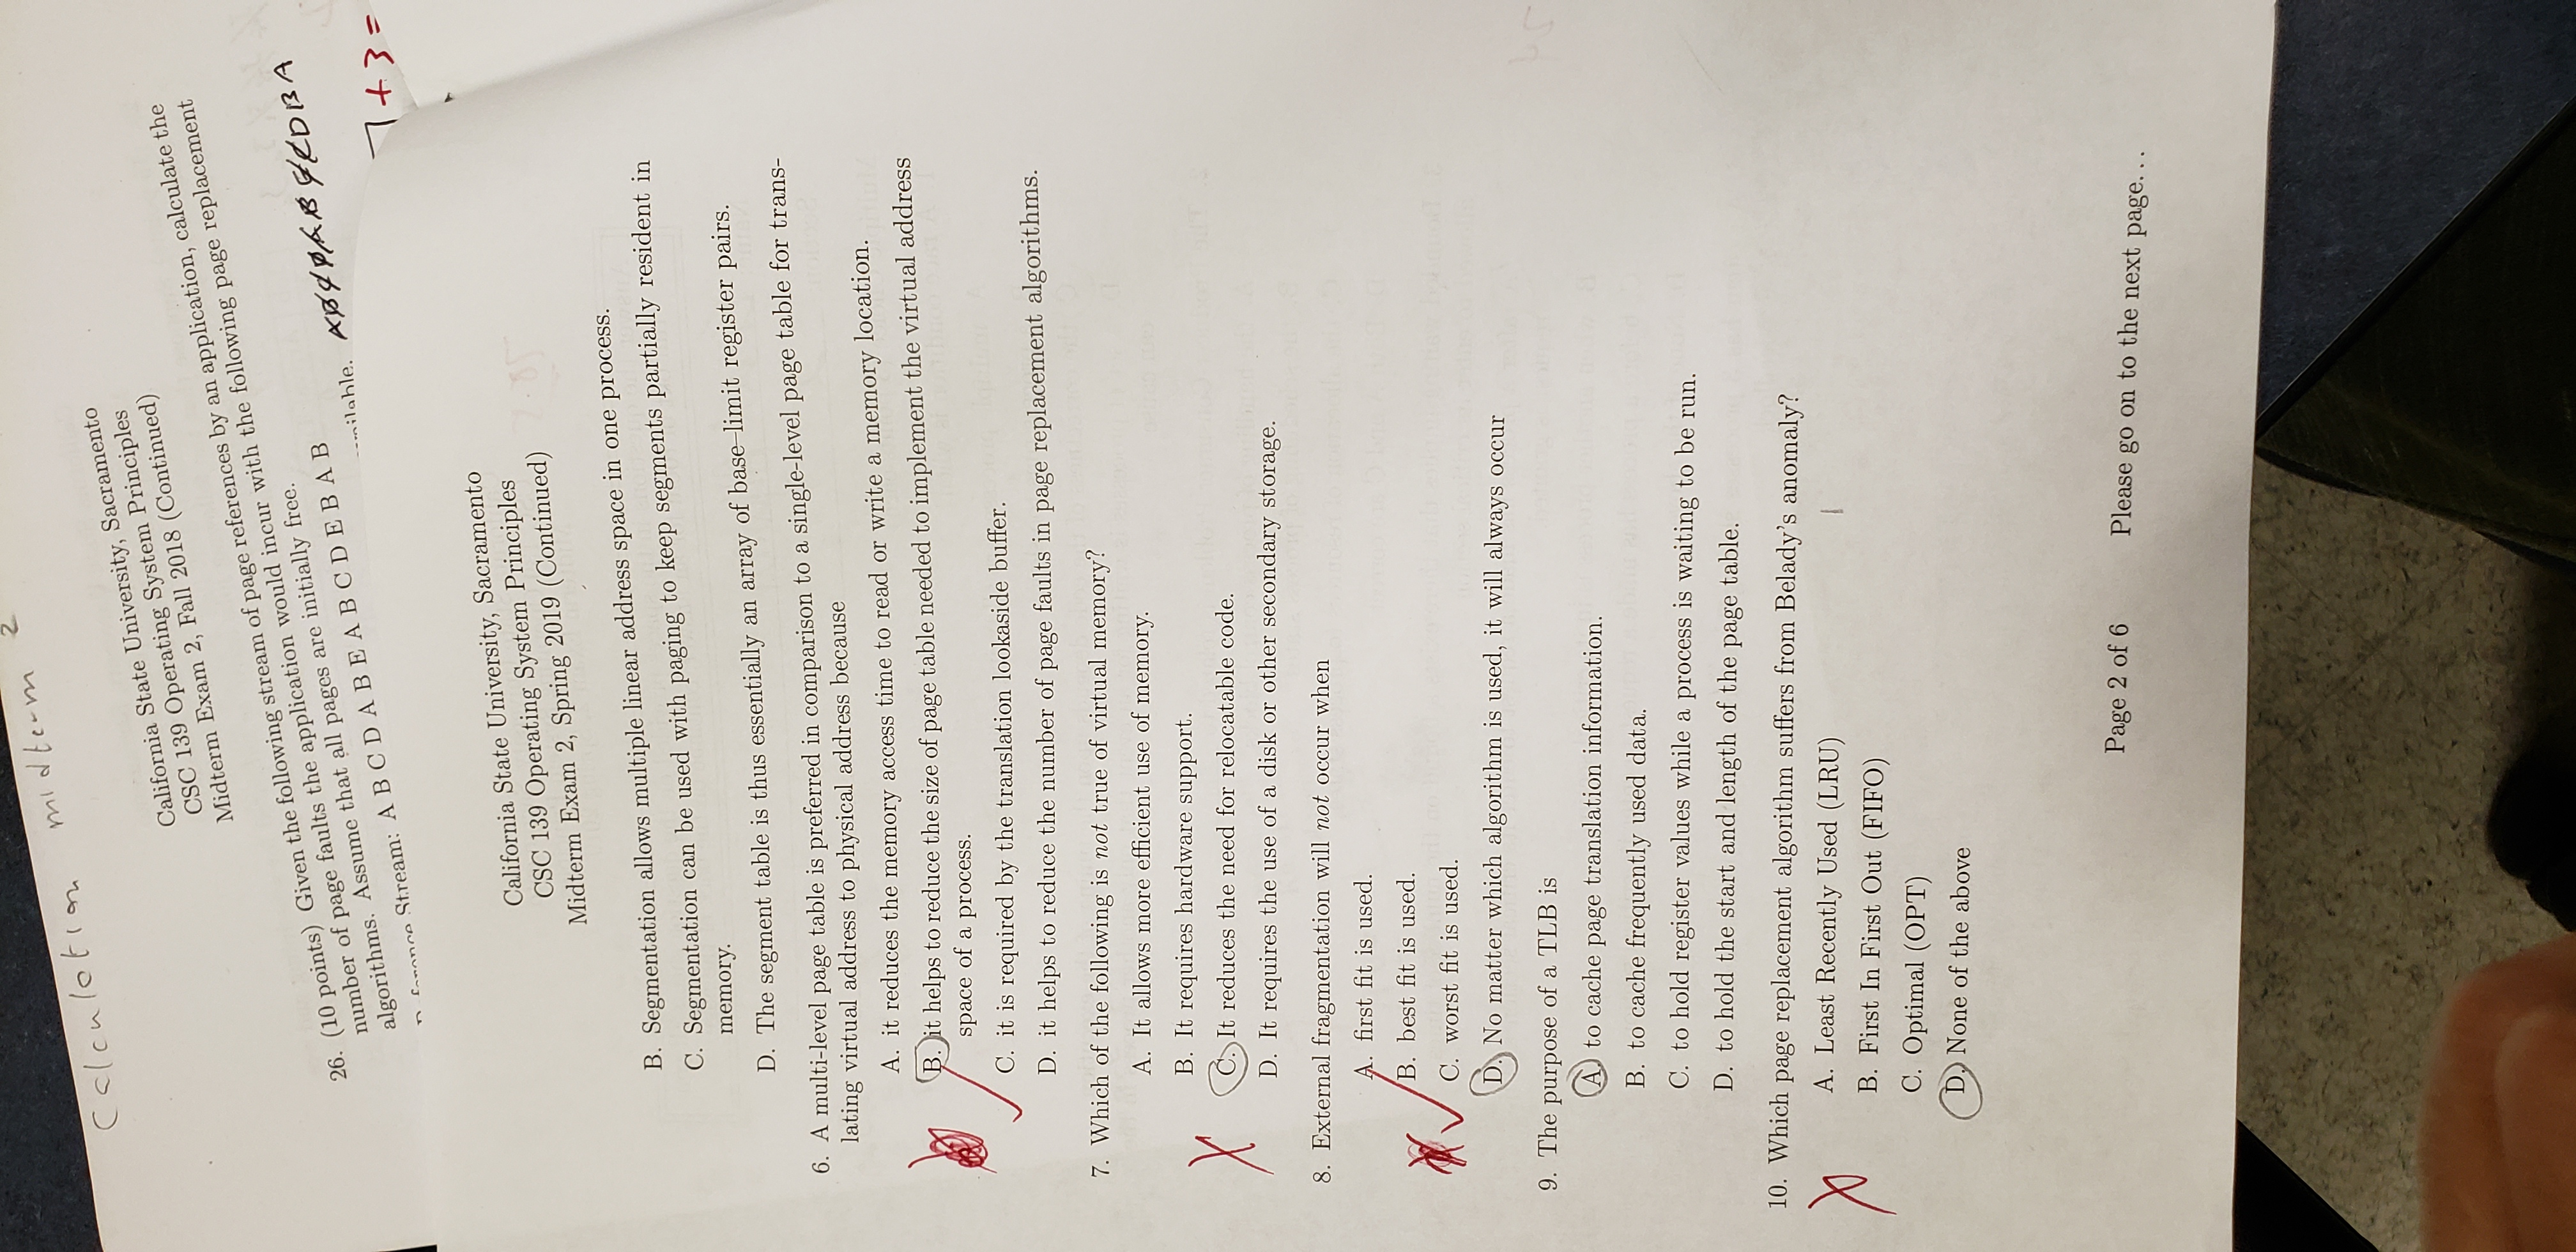 Calculation midterm 2
California State University, Sacramento
CSC 139 Operating System Principles
Midterm Exam 2, Fall 2018 (Continued)
26. (10 points) Given the following stream of page references by an application, calculate the
number of page faults the application would incur with the following page replacement
algorithms. Assume that all pages are initially free.
Stream: A B C D A B E A B C D E B A B
DBA
7+3=
California State University, Sacramento
CSC 139 Operating System Principles
Midterm Exam 2, Spring 2019 (Continued)
B. Segmentation allows multiple linear address space in one process.
C. Segmentation can be used with paging to keep segments partially resident in
memory.
D. The segment table is thus essentially an array of base–limit register pairs.
6. A multi-level page table is preferred in comparison to a single-level page table for trans-
lating virtual address to physical address because
A. it reduces the memory access time to read or write a memory location.
B. it helps to reduce the size of page table needed to implement the virtual address
space of a process.
C. it is required by the translation lookaside buffer.
D. it helps to reduce the number of page faults in page replacement algorithms.
7. Which of the following is not true of virtual memory?
A. It allows more efficient use of memory.
B. It requires hardware support.
C. It reduces the need for relocatable code.
D. It requires the use of a disk or other secondary storage.
8. External fragmentation will not occur when
A. first fit is used.
B. best fit is used.
C. worst fit is used.
D. No matter which algorithm is used, it will always occur
9. The purpose of a TLB is
A. to cache page translation information.
B. to cache frequently used data.
C. to hold register values while a process is waiting to be run.
D. to hold the start and length of the page table.
10. Which page replacement algorithm suffers from Belady's anomaly?
A. Least Recently Used (LRU)
B. First In First Out (FIFO)
C. Optimal (OPT)
D. None of the above
Page 2 of 6 Please go on to the next page...